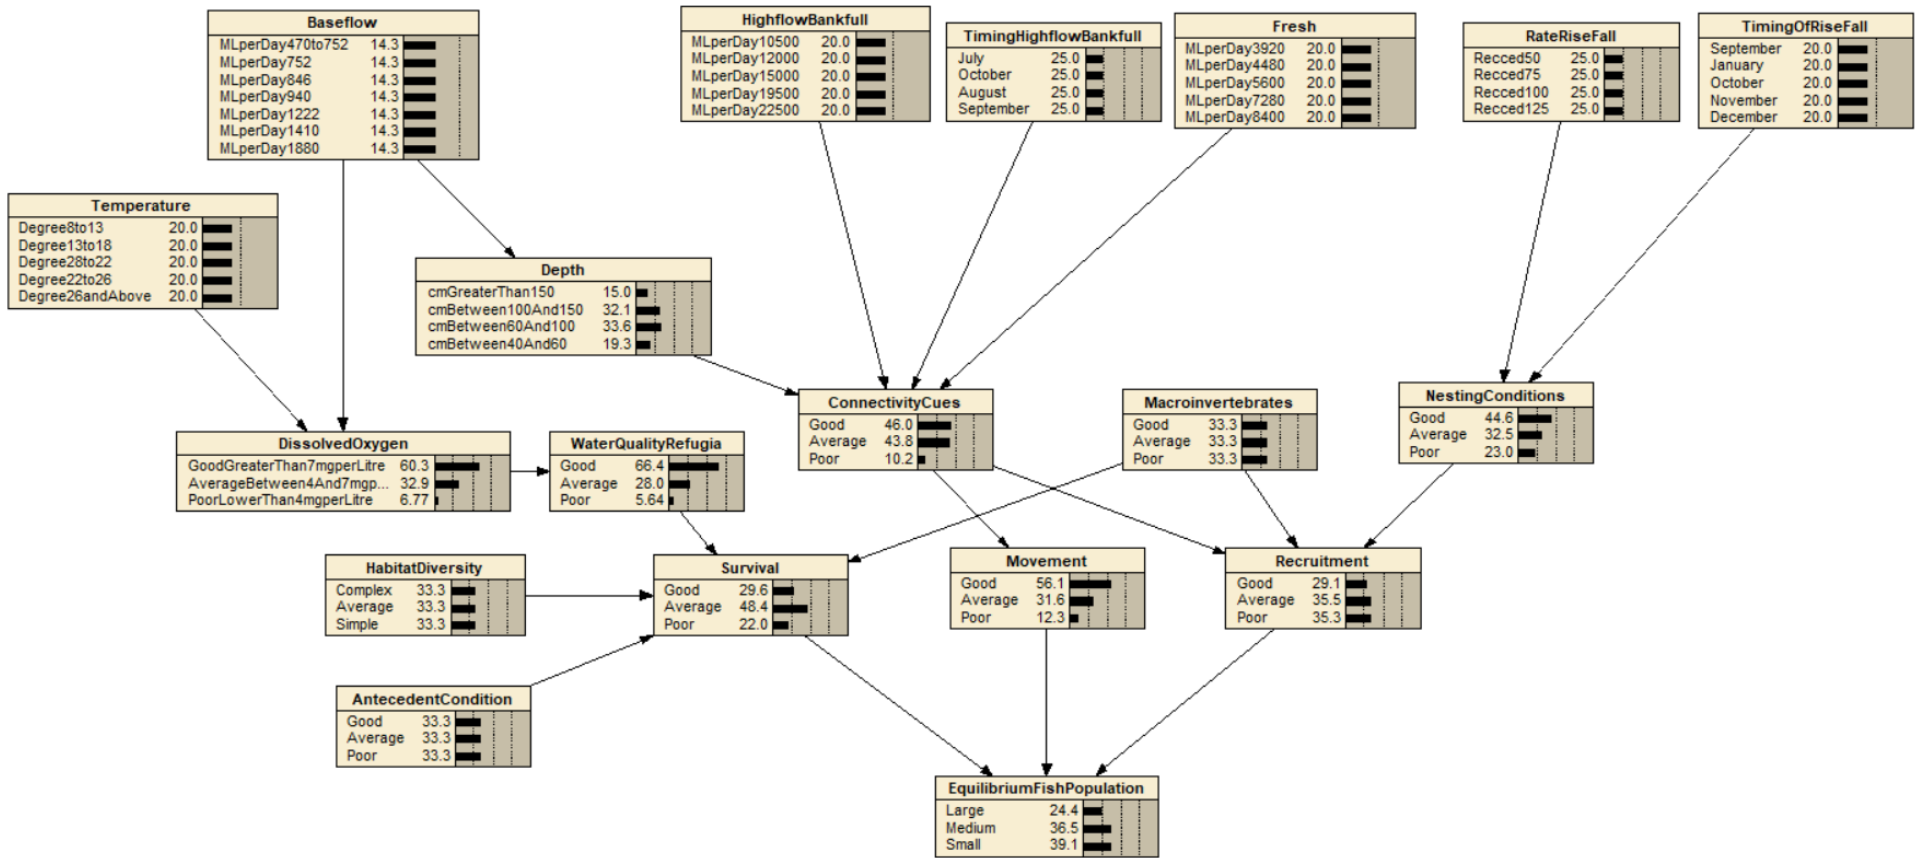 Baseflow
MLperDay470to752 14.3
MLperDay752 14.3
MLperDay846 14.3
MLperDay940 14.3
MLperDay1222 14.3
MLperDay1410 14.3
MLperDay1880 14.3
HighflowBankfull
MLperDay10500 20.0
MLperDay12000 20.0
MLperDay15000 20.0
MLperDay19500 20.0
MLperDay22500 20.0
TimingHighflowBankfull
July 25.0
October 25.0
August 25.0
September 25.0
Fresh
MLperDay3920 20.0
MLperDay4480 20.0
MLperDay5600 20.0
MLperDay7280 20.0
MLperDay8400 20.0
RateRiseFall
Recced50 25.0
Recced75 25.0
Recced100 25.0
Recced125 25.0
TimingOfRiseFall
September 20.0
January 20.0
October 20.0
November 20.0
December 20.0
Temperature
Degree8to13 20.0
Degree13to18 20.0
Degree28to22 20.0
Degree22to26 20.0
Degree26andAbove 20.0
Depth
cmGreaterThan150 15.0
cmBetween100And150 32.1
cmBetween60And100 33.6
cmBetween40And60 19.3
ConnectivityCues
Good 46.0
Average 43.8
Poor 10.2
Macroinvertebrates
Good 33.3
Average 33.3
Poor 33.3
NestingConditions
Good 44.6
Average 32.5
Poor 23.0
DissolvedOxygen
GoodGreaterThan7mgperLitre 60.3
AverageBetween4And7mgp... 32.9
PoorLowerThan4mgperLitre 6.77
WaterQualityRefugia
Good 66.4
Average 28.0
Poor 5.64
HabitatDiversity
Complex 33.3
Average 33.3
Simple 33.3
Survival
Good 29.6
Average 48.4
Poor 22.0
Movement
Good 56.1
Average 31.6
Poor 12.3
Recruitment
Good 29.1
Average 35.5
Poor 35.3
AntecedentCondition
Good 33.3
Average 33.3
Poor 33.3
EquilibriumFishPopulation
Large 24.4
Medium 36.5
Small 39.1